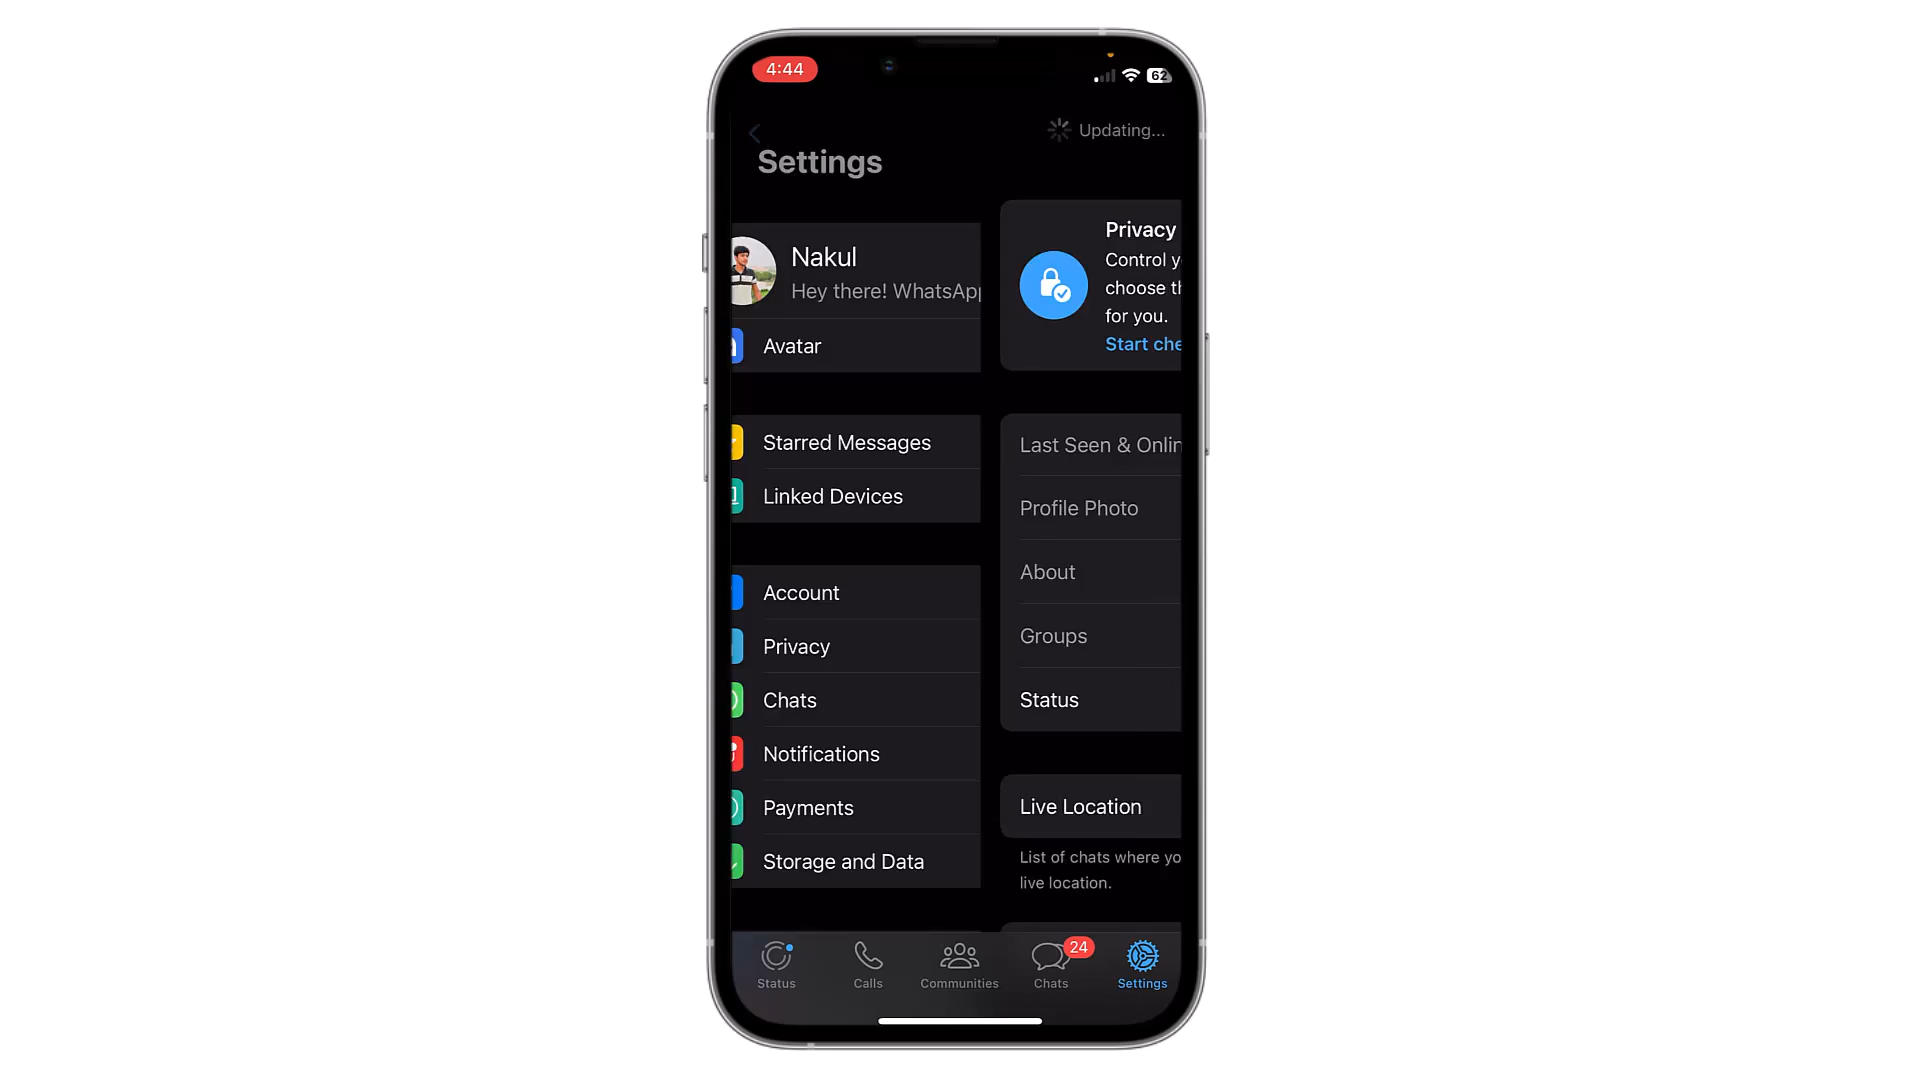 4:44
62
Updating...
Settings
Nakul
Hey there! WhatsApp
Avatar
Starred Messages
Linked Devices
Account
Privacy
Chats
Notifications
Payments
Storage and Data
Privacy
Control y
choose th
for you.
Start che
Last Seen & Onlin
Profile Photo
About
Groups
Status
Live Location
List of chats where yo
live location.
Status
Calls
Communities
24
Chats
Settings